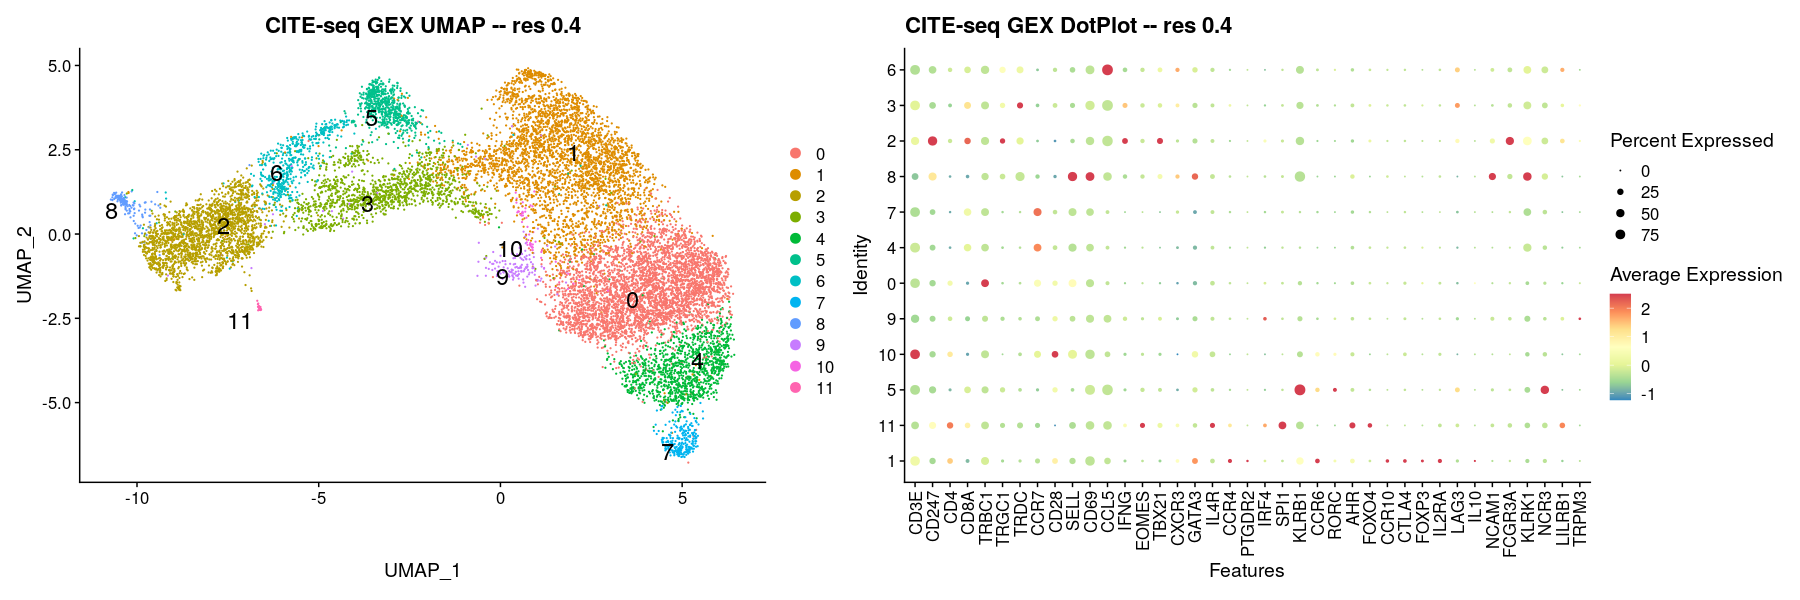 CITE-seq GEX UMAP -- res 0.4
5.0
2.5
0.0
-2.5
-5.0
UMAP_2
-10
-5
0
5
UMAP_1
5
1
6
3
8
2
10
9
11
0
4
7
0
1
2
3
4
5
6
7
8
9
10
11
CITE-seq GEX DotPlot -- res 0.4
Identity
6
3
2
8
7
4
0
9
10
5
11
1
CD3E
CD247
CD4
CD8A
TRBC1
TRGC1
TRDC
CCR7
CD28
SELL
CD69
CCL5
IFNG
EOMES
TBX21
CXCR3
GATA3
IL4R
CCR4
PTGDR2
IRF4
SPI1
KLRB1
CCR6
RORC
AHR
FOXO4
CCR10
CTLA4
FOXP3
IL2RA
LAG3
IL10
NCAM1
FCGR3A
KLRK1
NCR3
LILRB1
TRPM3
Features
Percent Expressed
0
25
50
75
Average Expression
2
1
0
-1